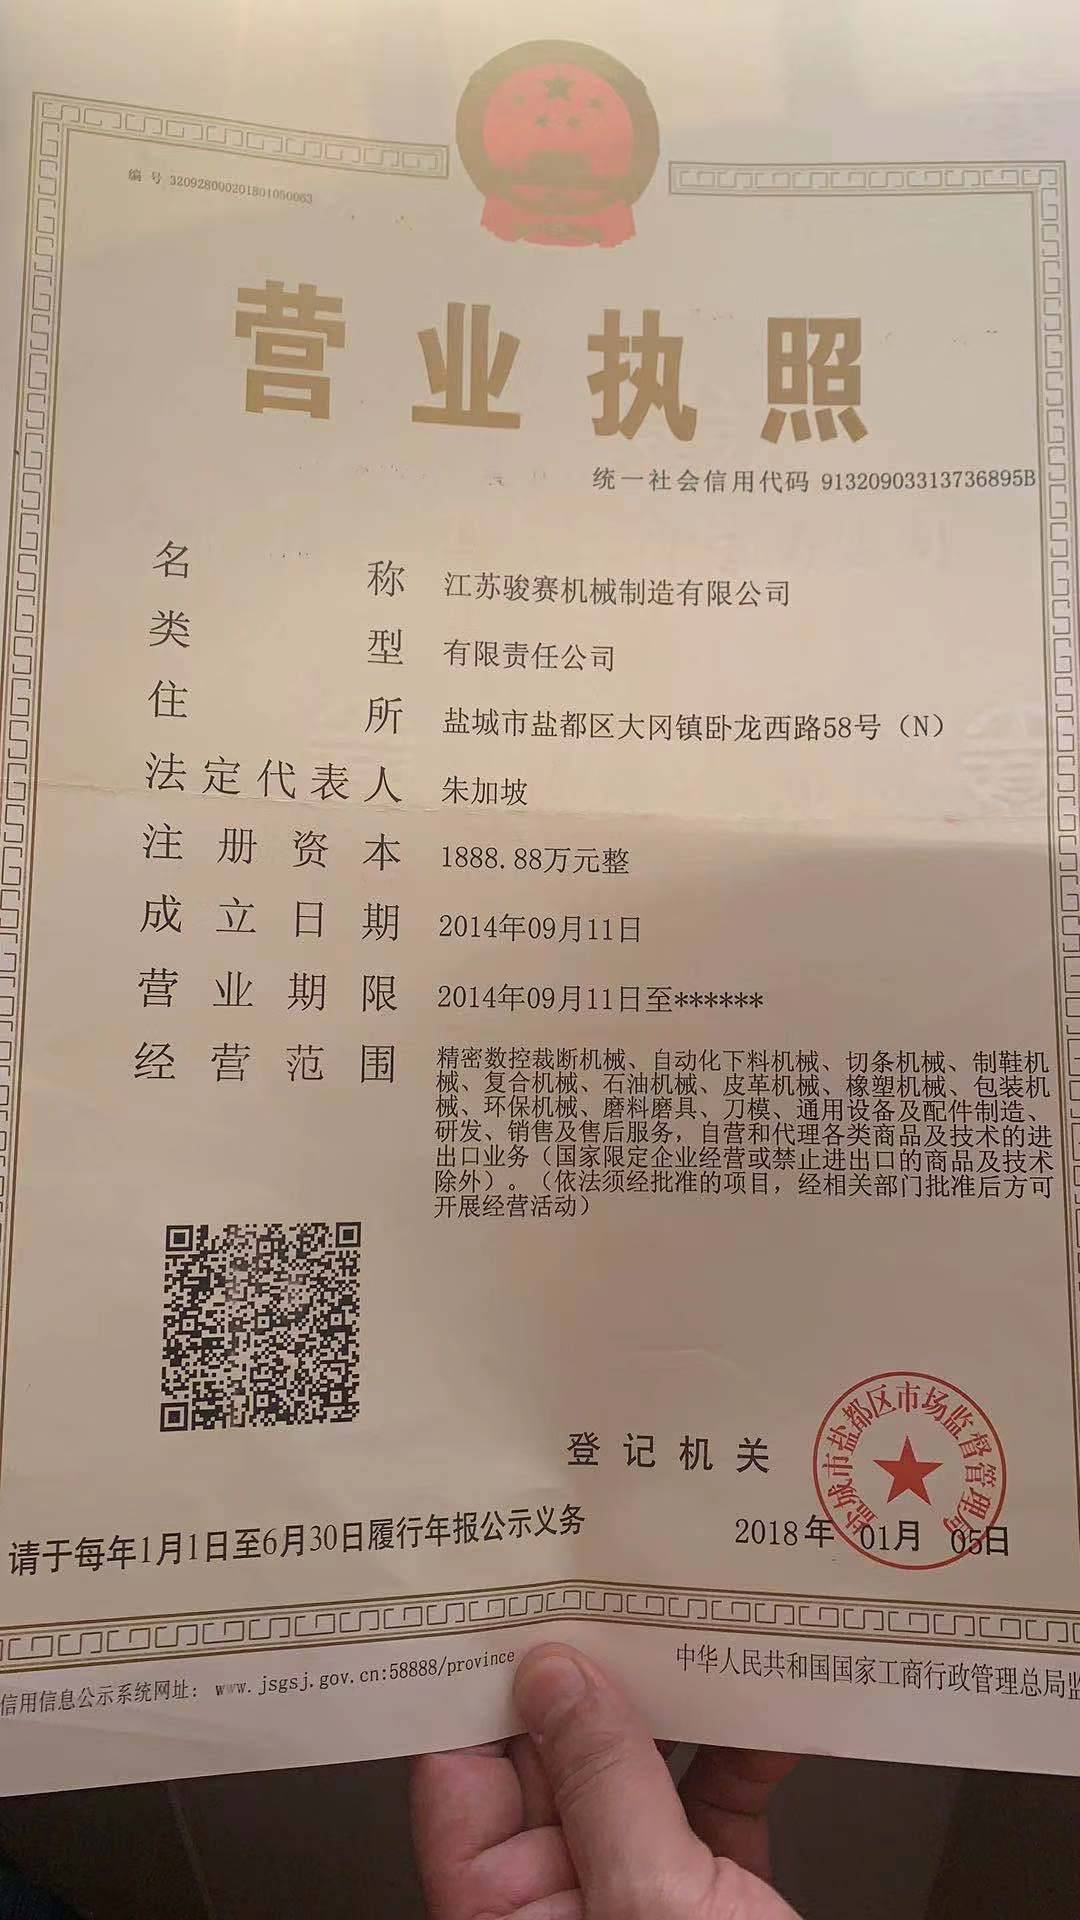 编 号 320928000201801050063
营业执照
统一社会信用代码 91320903313736895B
名称 江苏骏赛机械制造有限公司
类型 有限责任公司
住所 盐城市盐都区大冈镇卧龙西路58号（N）
法定代表人 朱加坡
注册资本 1888.88万元整
成立日期 2014年09月11日
营业期限 2014年09月11日至******
经营范围 精密数控裁断机械、自动化下料机械、切条机械、制鞋机
械、复合机械、石油机械、皮革机械、橡塑机械、包装机
械、环保机械、磨料磨具、刀模、通用设备及配件制造、
研发、销售及售后服务，自营和代理各类商品及技术的进
出口业务（国家限定企业经营或禁止进出口的商品及技术
除外）。（依法须经批准的项目，经相关部门批准后方可
开展经营活动）
登记机关
盐城市盐都区市场监督管理局
请于每年1月1日至6月30日履行年报公示义务
2018年 01月 05日
信用信息公示系统网址: www.jsgsj.gov.cn:58888/province
中华人民共和国国家工商行政管理总局监